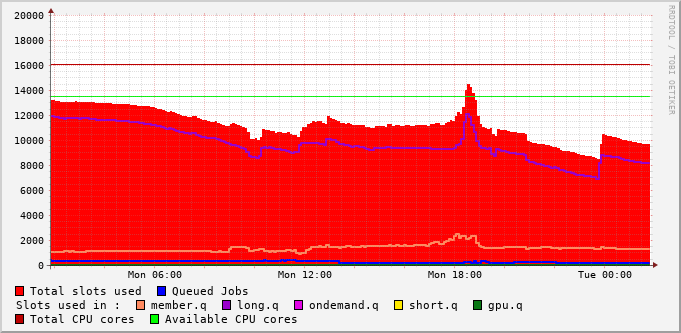 RRDTOOL / TOBI OETIKER
20000
18000
16000
14000
12000
10000
8000
6000
4000
2000
0
Mon 06:00 Mon 12:00 Mon 18:00 Tue 00:00
Total slots used Queued Jobs
Slots used in : member.q long.q ondemand.q short.q gpu.q
Total CPU cores Available CPU cores